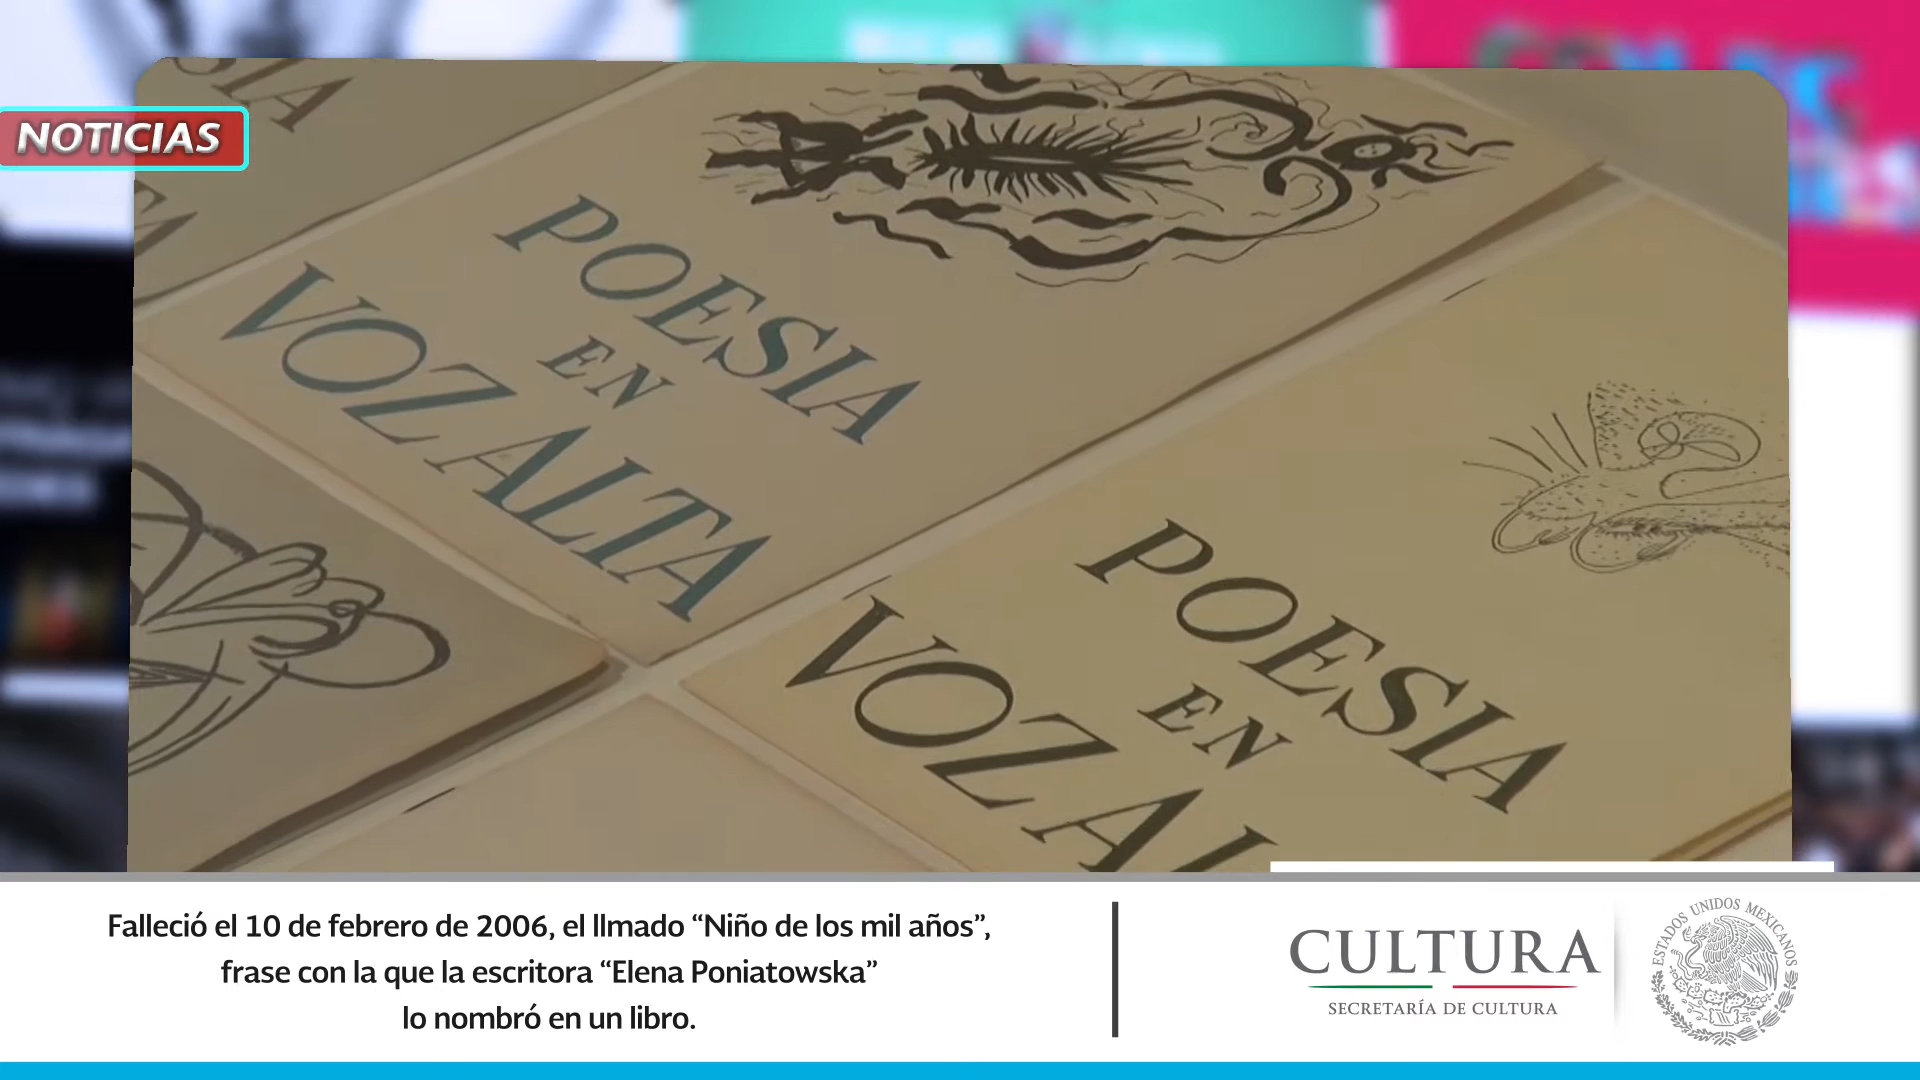 SIA
TA
NOTICIAS
POESIA
EN
VOZ ALTA
POESIA
EN
VOZ AL
Falleció el 10 de febrero de 2006, el llmado “Niño de los mil años”,
frase con la que la escritora “Elena Poniatowska”
lo nombró en un libro.
CULTURA
SECRETARÍA DE CULTURA
ESTADOS UNIDOS MEXICANOS